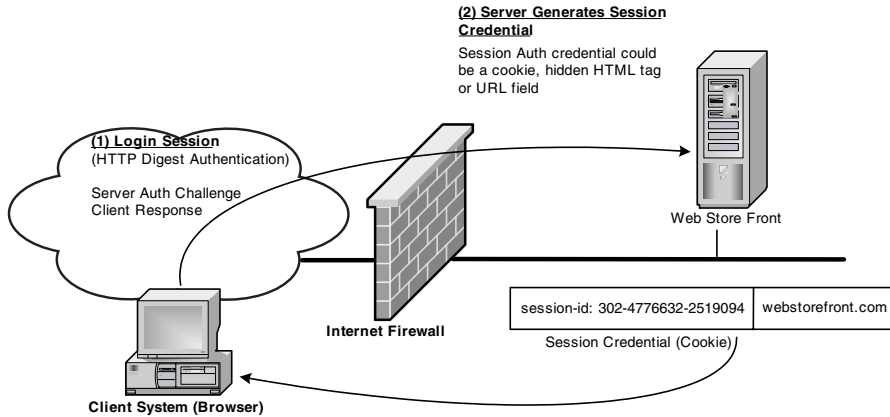 (2) Server Generates Session
Credential
Session Auth credential could
be a cookie, hidden HTML tag
or URL field
(1) Login Session
(HTTP Digest Authentication)
Server Auth Challenge
Client Response
Web Store Front
Internet Firewall
session-id: 302-4776632-2519094 webstorefront.com
Session Credential (Cookie)
Client System (Browser)